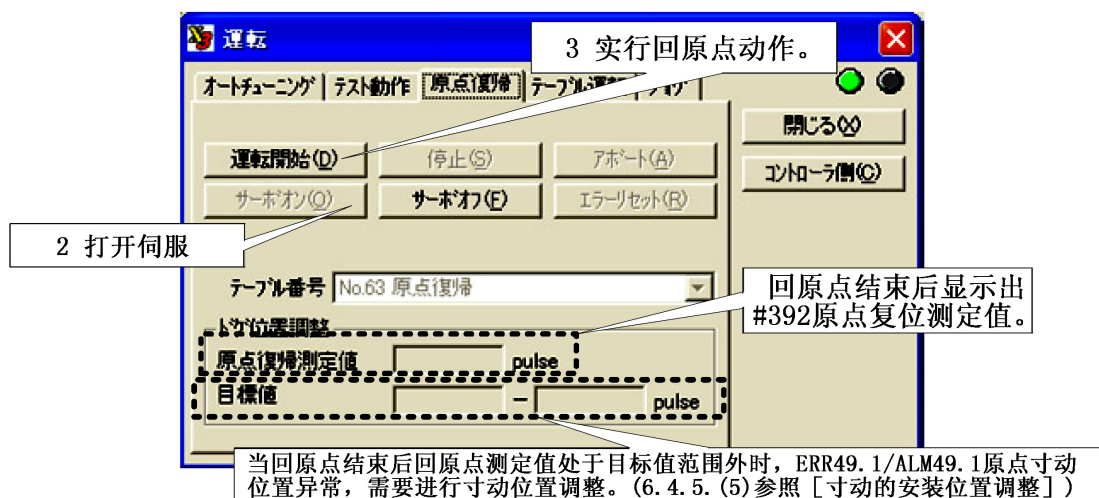 運転
3 实行回原点动作。
オートチューニング
テスト動作
原点復帰
閉じる(X)
運転開始(D)
停止(S)
アボート(A)
コントローラ側(C)
サーボオン(O)
サーボオフ(F)
エラーリセット(R)
2 打开伺服
テーブル番号 No.63 原点復帰
回原点结束后显示出
#392原点复位测定值。
ドグ位置調整
原点復帰測定値 pulse
目標値 - pulse
当回原点结束后回原点测定值处于目标值范围外时，ERR49.1/ALM49.1原点寸动
位置异常，需要进行寸动位置调整。(6.4.5.(5)参照［寸动的安装位置调整］)